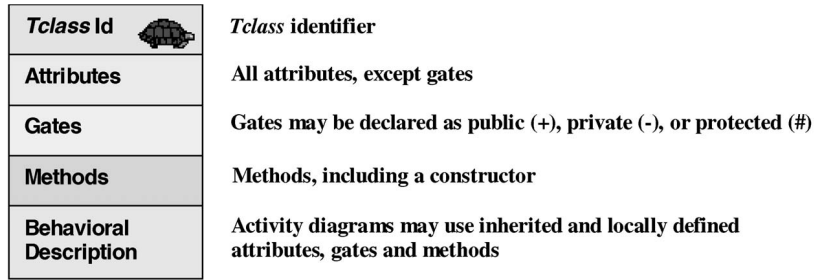 Tclass Id
Tclass identifier
Attributes
All attributes, except gates
Gates
Gates may be declared as public (+), private (-), or protected (#)
Methods
Methods, including a constructor
Behavioral
Description
Activity diagrams may use inherited and locally defined
attributes, gates and methods